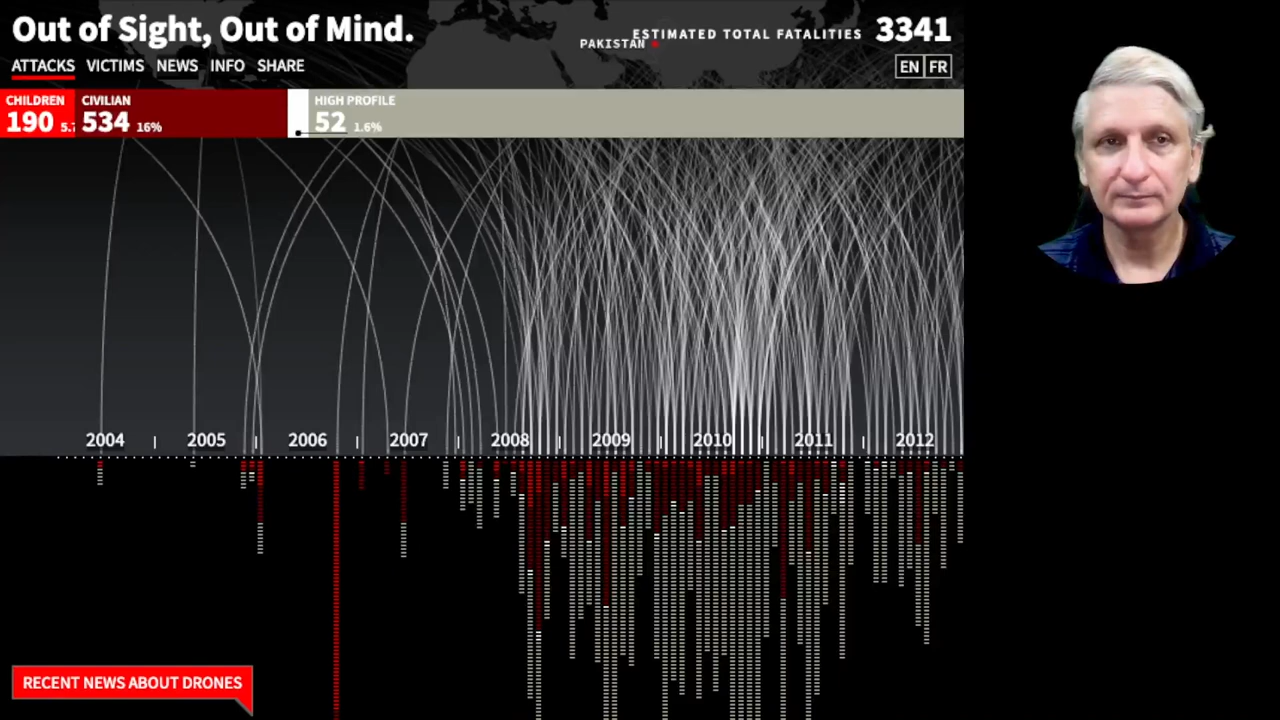 Out of Sight, Out of Mind.
ESTIMATED TOTAL FATALITIES 3341
PAKISTAN
ATTACKS VICTIMS NEWS INFO SHARE
EN FR
CHILDREN CIVILIAN HIGH PROFILE
190 534 16% 52 1.6%
2004 2005 2006 2007 2008 2009 2010 2011 2012
RECENT NEWS ABOUT DRONES